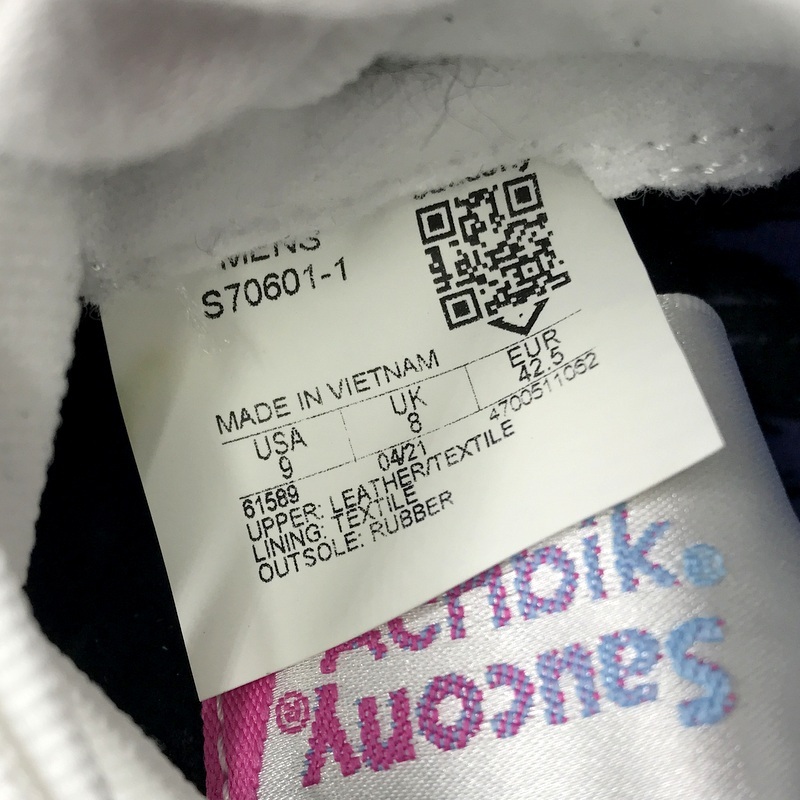 saucony
MENS
S70601-1
MADE IN VIETNAM
USA UK EUR
9 8 42.5
61589 04/21 4700511062
UPPER: LEATHER/TEXTILE
LINING: TEXTILE
OUTSOLE: RUBBER
Saucony®